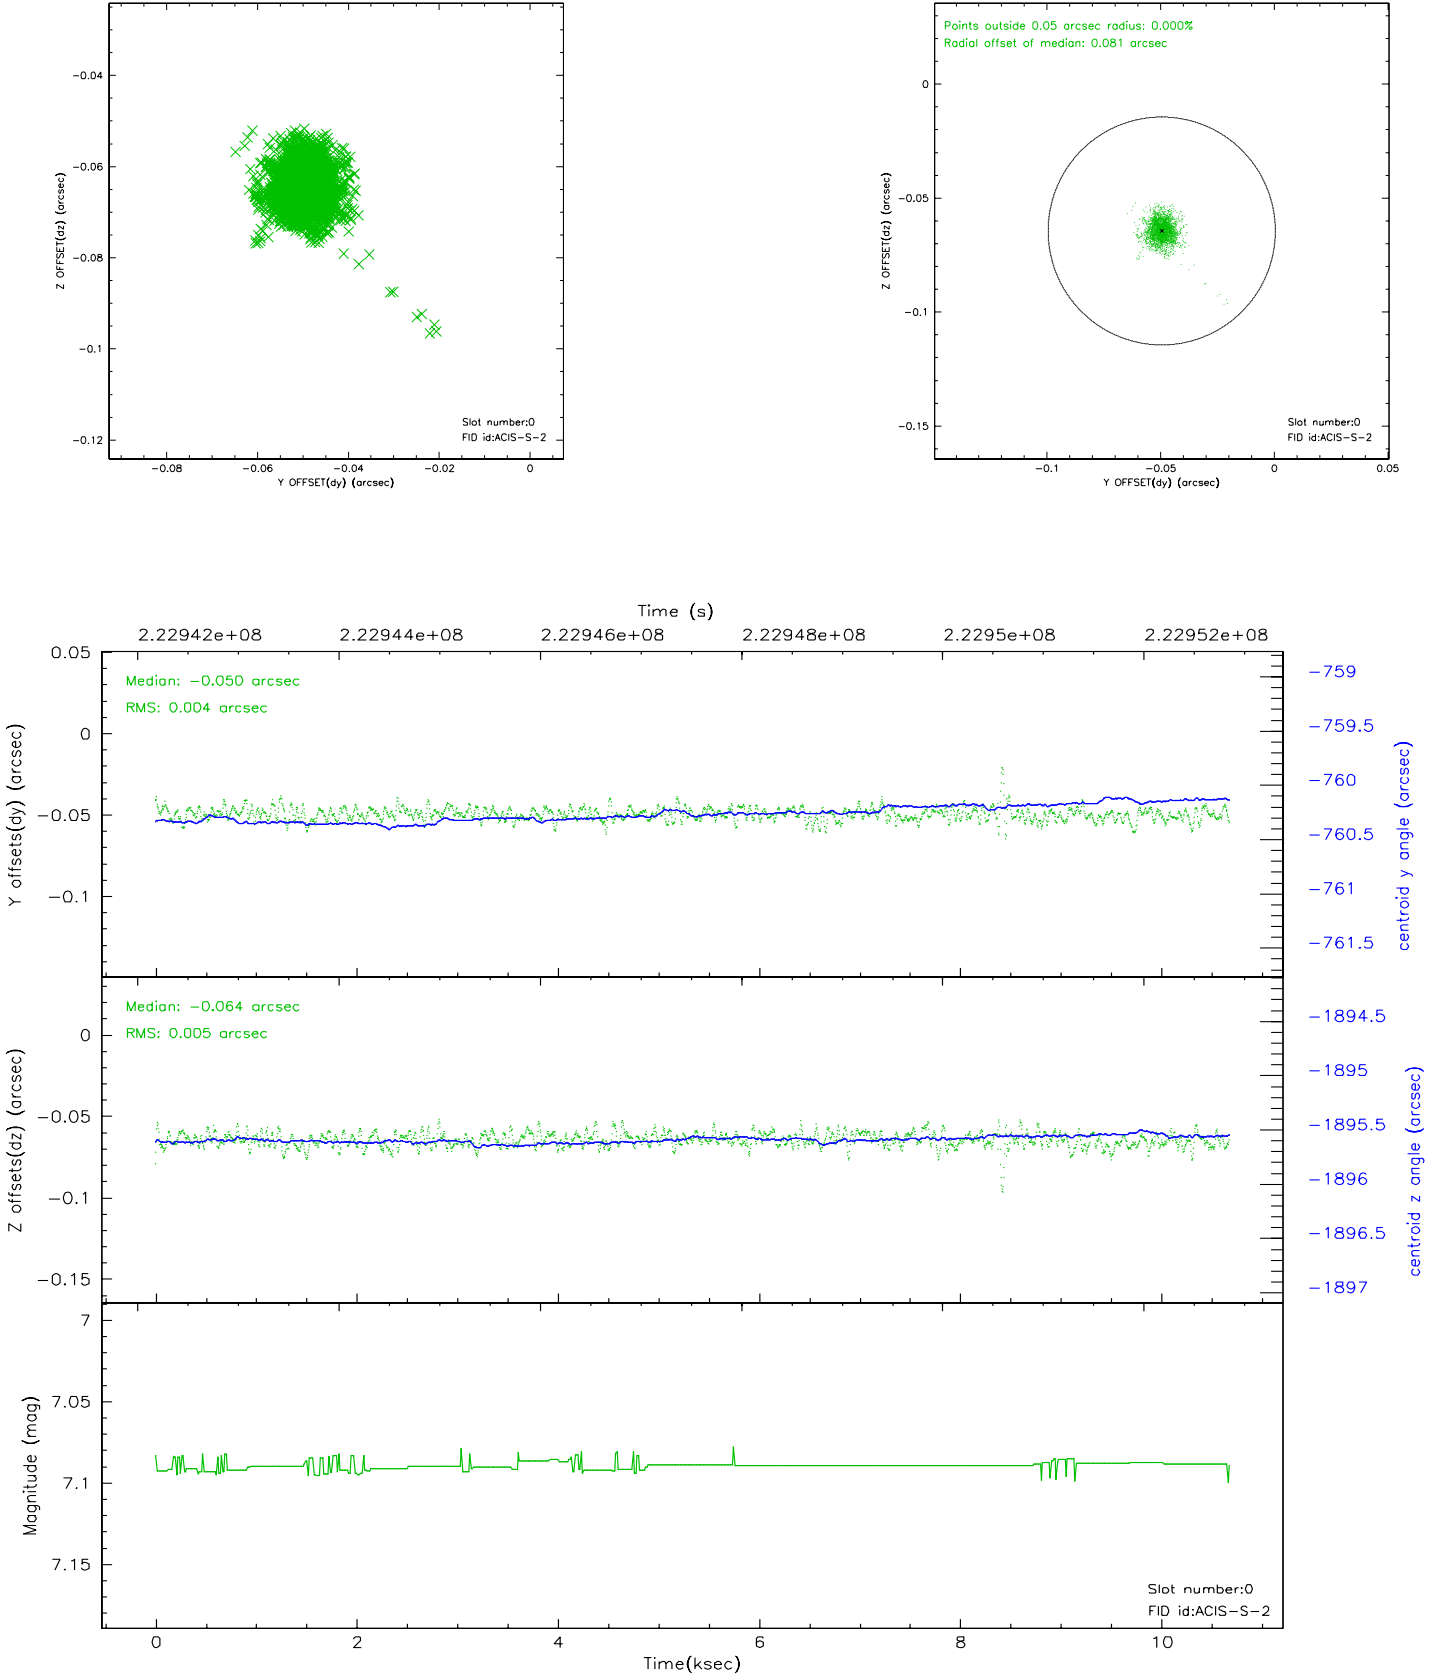 −0.04
−0.06
−0.08
−0.1
−0.12
Z OFFSET(dz) (arcsec)
Slot number:0
FID id:ACIS−S−2
−0.08 −0.06 −0.04 −0.02 0
Y OFFSET(dy) (arcsec)
Points outside 0.05 arcsec radius: 0.000%
Radial offset of median: 0.081 arcsec
0
−0.05
−0.1
−0.15
Z OFFSET(dz) (arcsec)
Slot number:0
FID id:ACIS−S−2
−0.1 −0.05 0 0.05
Y OFFSET(dy) (arcsec)
Time (s)
2.22942e+08 2.22944e+08 2.22946e+08 2.22948e+08 2.2295e+08 2.22952e+08
0.05
0
−0.05
−0.1
Y offsets(dy) (arcsec)
Median: −0.050 arcsec
RMS: 0.004 arcsec
−759
−759.5
−760
−760.5
−761
−761.5
centroid y angle (arcsec)
0
−0.05
−0.1
−0.15
Z offsets(dz) (arcsec)
Median: −0.064 arcsec
RMS: 0.005 arcsec
−1894.5
−1895
−1895.5
−1896
−1896.5
−1897
centroid z angle (arcsec)
7
7.05
7.1
7.15
Magnitude (mag)
Slot number:0
FID id:ACIS−S−2
0 2 4 6 8 10
Time(ksec)